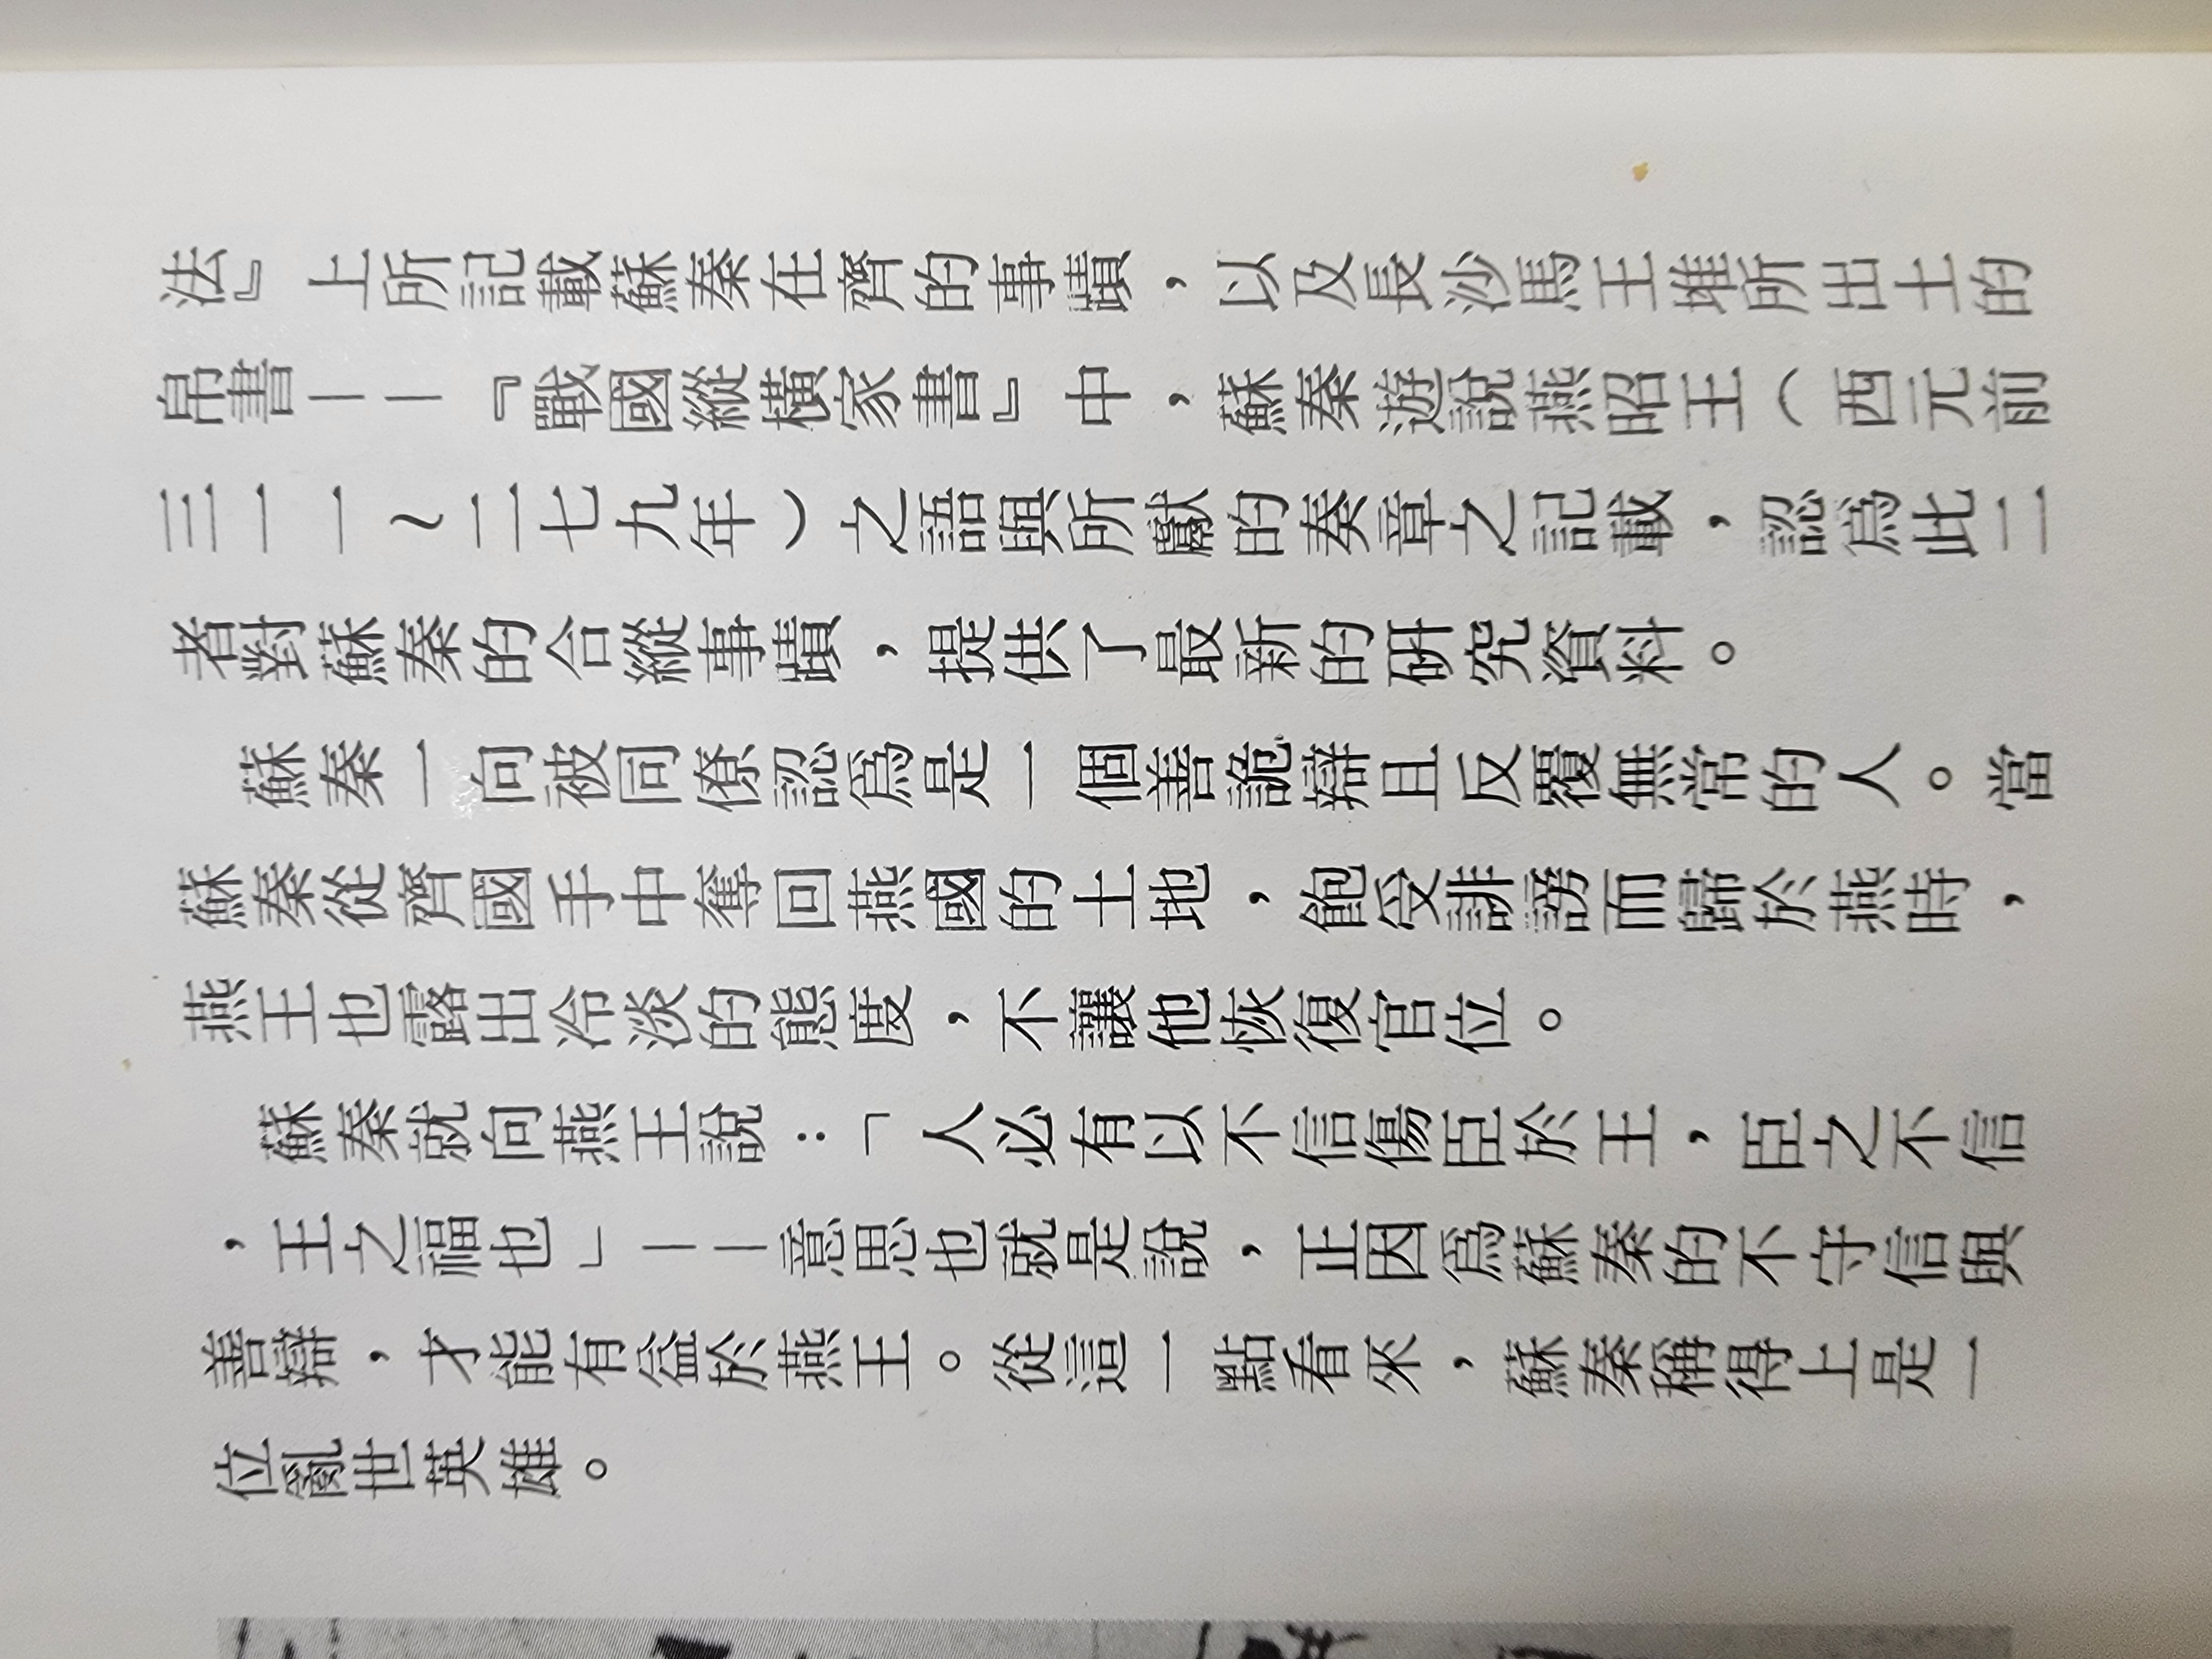 法』上所記載蘇秦在齊的事蹟，以及長沙馬王堆所出土的
帛書——『戰國縱橫家書』中，蘇秦遊說燕昭王（西元前
三一一～二七九年）之語與所獻的奏章之記載，認爲此二
者對蘇秦的合縱事蹟，提供了最新的研究資料。
蘇秦一向被同僚認爲是一個善詭辯且反覆無常的人。當
蘇秦從齊國手中奪回燕國的土地，飽受誹謗而歸於燕時，
燕王也露出冷淡的態度，不讓他恢復官位。
蘇秦就向燕王說：「人必有以不信傷臣於王，臣之不信
，王之福也」——意思也就是說，正因爲蘇秦的不守信與
善辯，才能有益於燕王。從這一點看來，蘇秦稱得上是一
位亂世英雄。